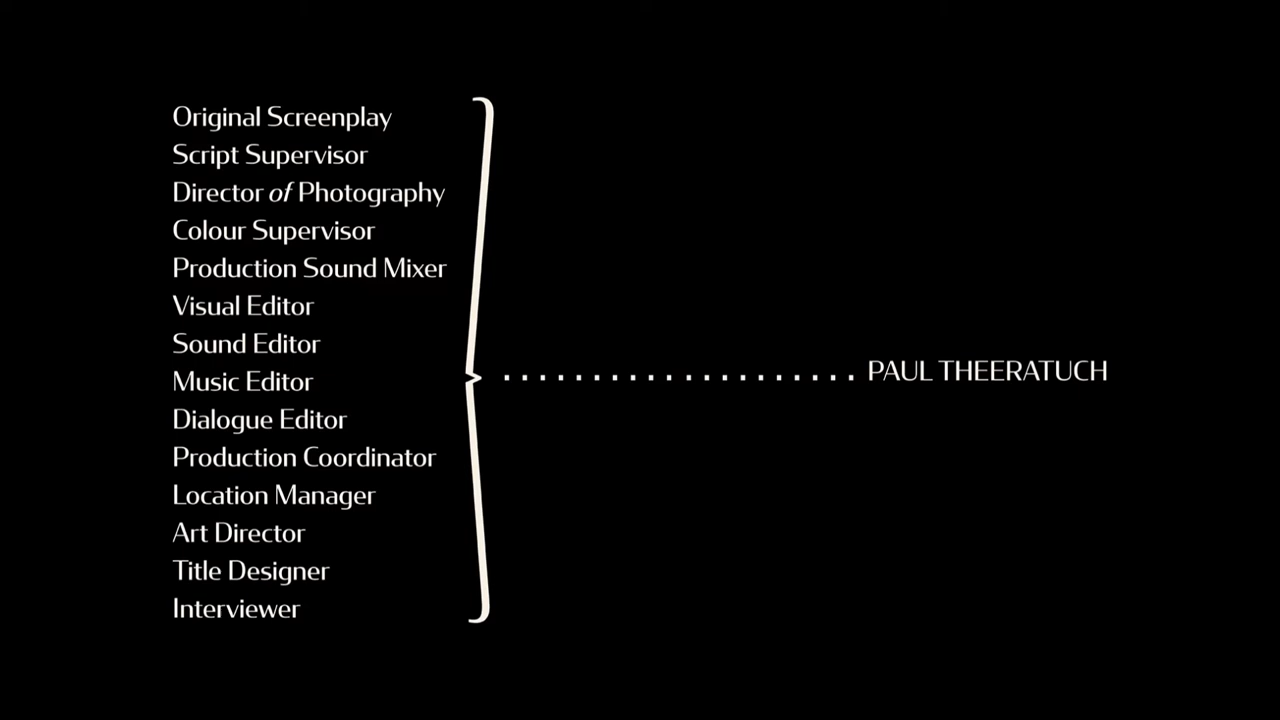 Original Screenplay
Script Supervisor
Director of Photography
Colour Supervisor
Production Sound Mixer
Visual Editor
Sound Editor
Music Editor
Dialogue Editor
Production Coordinator
Location Manager
Art Director
Title Designer
Interviewer
PAUL THEERATUCH